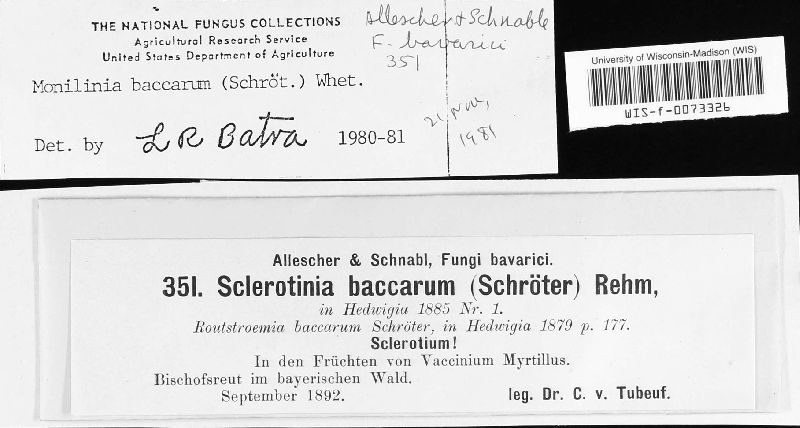 THE NATIONAL FUNGUS COLLECTIONS
Agricultural Research Service
United States Department of Agriculture
Monilinia baccarum (Schröt.) Whet.
Det. by L R Batra 1980-81
Allescher & Schnable
F. bavarici
351
21 Nov,
1981
University of Wisconsin-Madison (WIS)
WIS-f-0073326
Allescher & Schnabl, Fungi bavarici.
351. Sclerotinia baccarum (Schröter) Rehm,
in Hedwigia 1885 Nr. 1.
Routstroemia baccarum Schröter, in Hedwigia 1879 p. 177.
Sclerotium!
In den Früchten von Vaccinium Myrtillus.
Bischofsreut im bayerischen Wald.
September 1892. leg. Dr. C. v. Tubeuf.